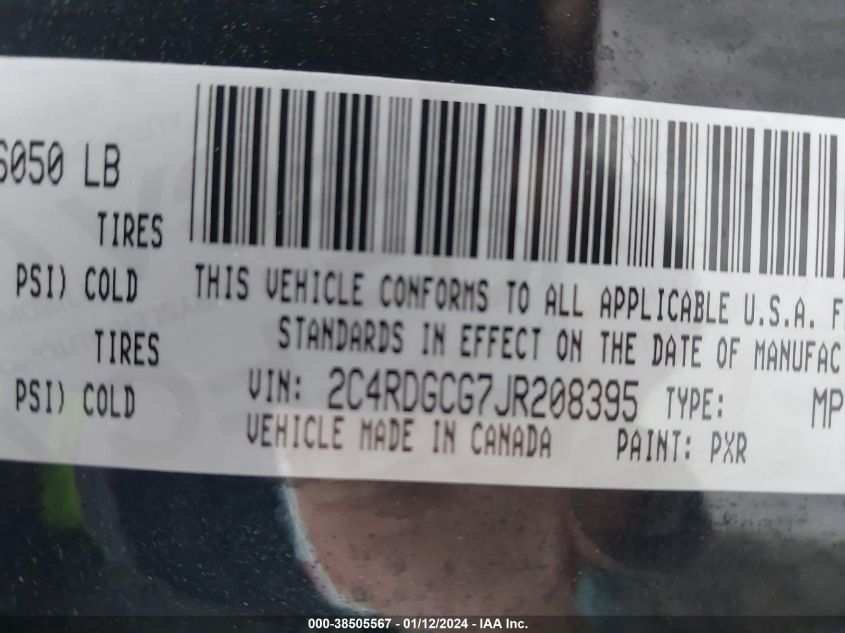 6050 LB
TIRES
PSI) COLD
TIRES
PSI) COLD
THIS VEHICLE CONFORMS TO ALL APPLICABLE U.S.A. F
STANDARDS IN EFFECT ON THE DATE OF MANUFAC
VIN: 2C4RDGCG7JR208395 TYPE: MP
VEHICLE MADE IN CANADA PAINT: PXR
000-38505567 - 01/12/2024 - IAA Inc.